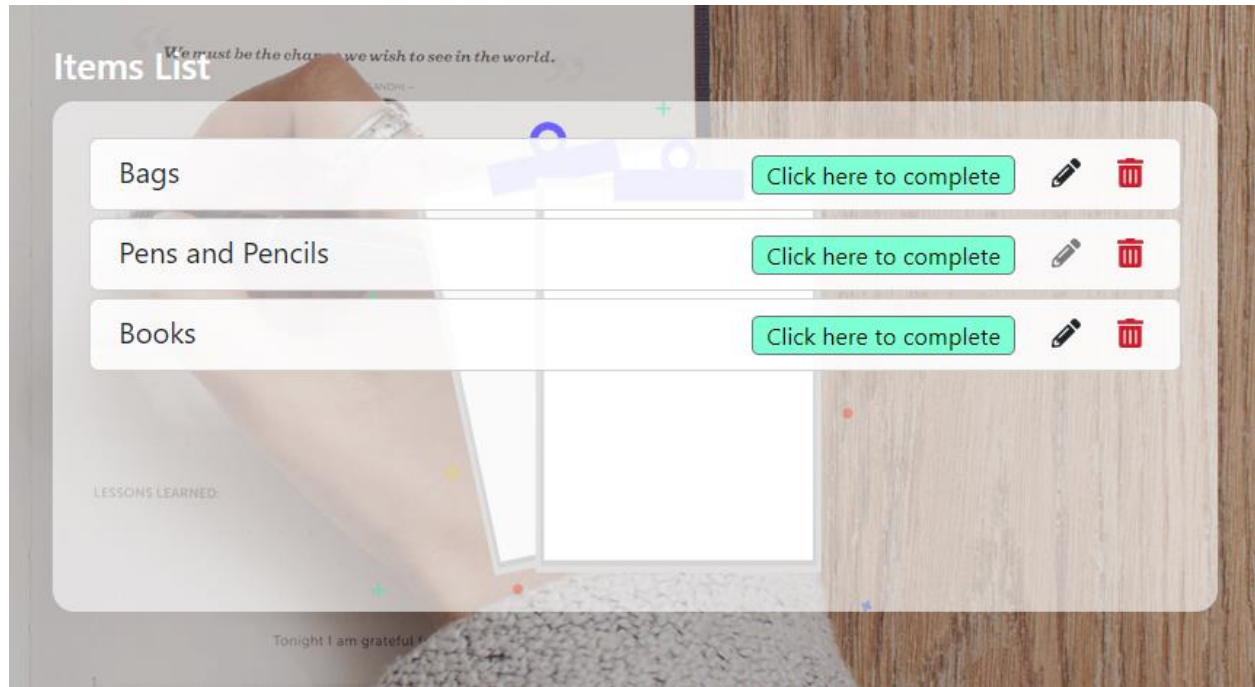 We must be the change we wish to see in the world.
Items List
GANDHI –
Bags
Click here to complete
Pens and Pencils
Click here to complete
Books
Click here to complete
LESSONS LEARNED:
Tonight I am grateful